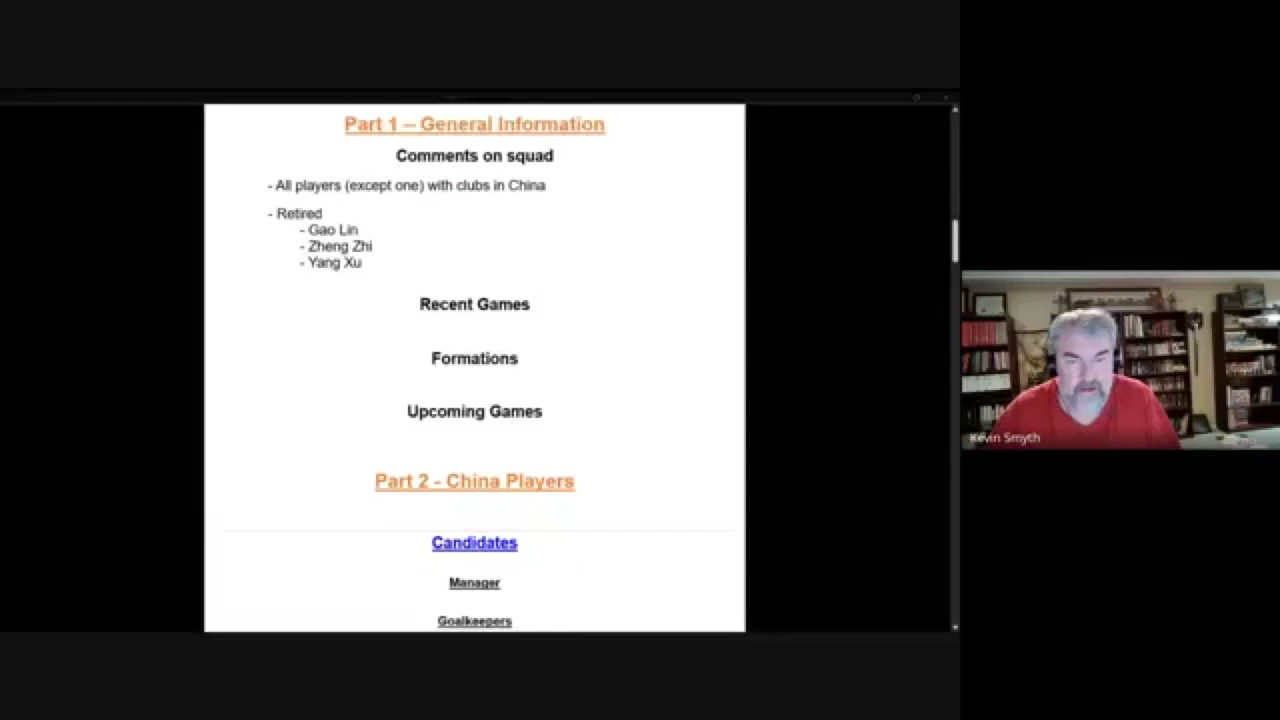 Part 1 – General Information
Comments on squad
- All players (except one) with clubs in China
- Retired
- Gao Lin
- Zheng Zhi
- Yang Xu
Recent Games
Formations
Upcoming Games
Part 2 - China Players
Candidates
Manager
Goalkeepers
Kevin Smyth